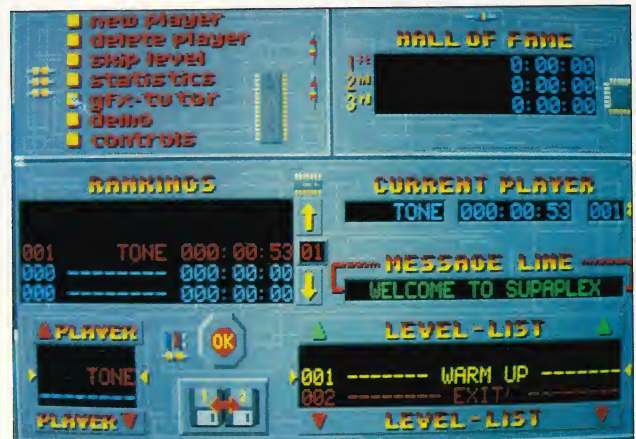 new player
delete player
skip level
statistics
gfx-tutor
demo
controls
HALL OF FAME
1ST 0:00:00
2ND 0:00:00
3RD 0:00:00
RANKINGS
001 TONE 000:00:53 01
000 -------- 000:00:00
000 -------- 000:00:00
CURRENT PLAYER
TONE 000:00:53 001
MESSAGE LINE
WELCOME TO SUPAPLEX
PLAYER
TONE
--------
PLAYER
OK
1 2
LEVEL-LIST
001 ------- WARM UP -------
002 --------- EXIT ---------
LEVEL-LIST